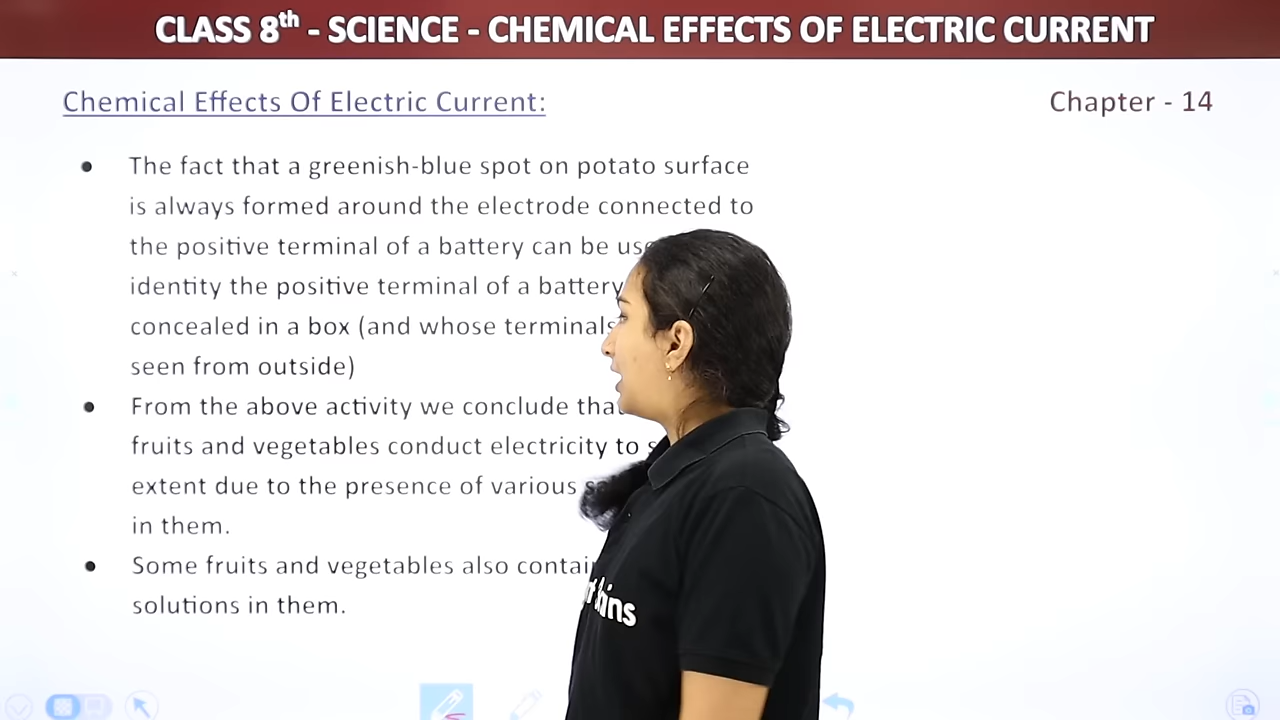 CLASS 8th - SCIENCE - CHEMICAL EFFECTS OF ELECTRIC CURRENT
Chemical Effects Of Electric Current:
Chapter - 14
• The fact that a greenish-blue spot on potato surface
is always formed around the electrode connected to
the positive terminal of a battery can be
identity the positive terminal of a battery
concealed in a box (and whose terminals
seen from outside)
• From the above activity we conclude that
fruits and vegetables conduct electricity to
extent due to the presence of various
in them.
• Some fruits and vegetables also contain
solutions in them.